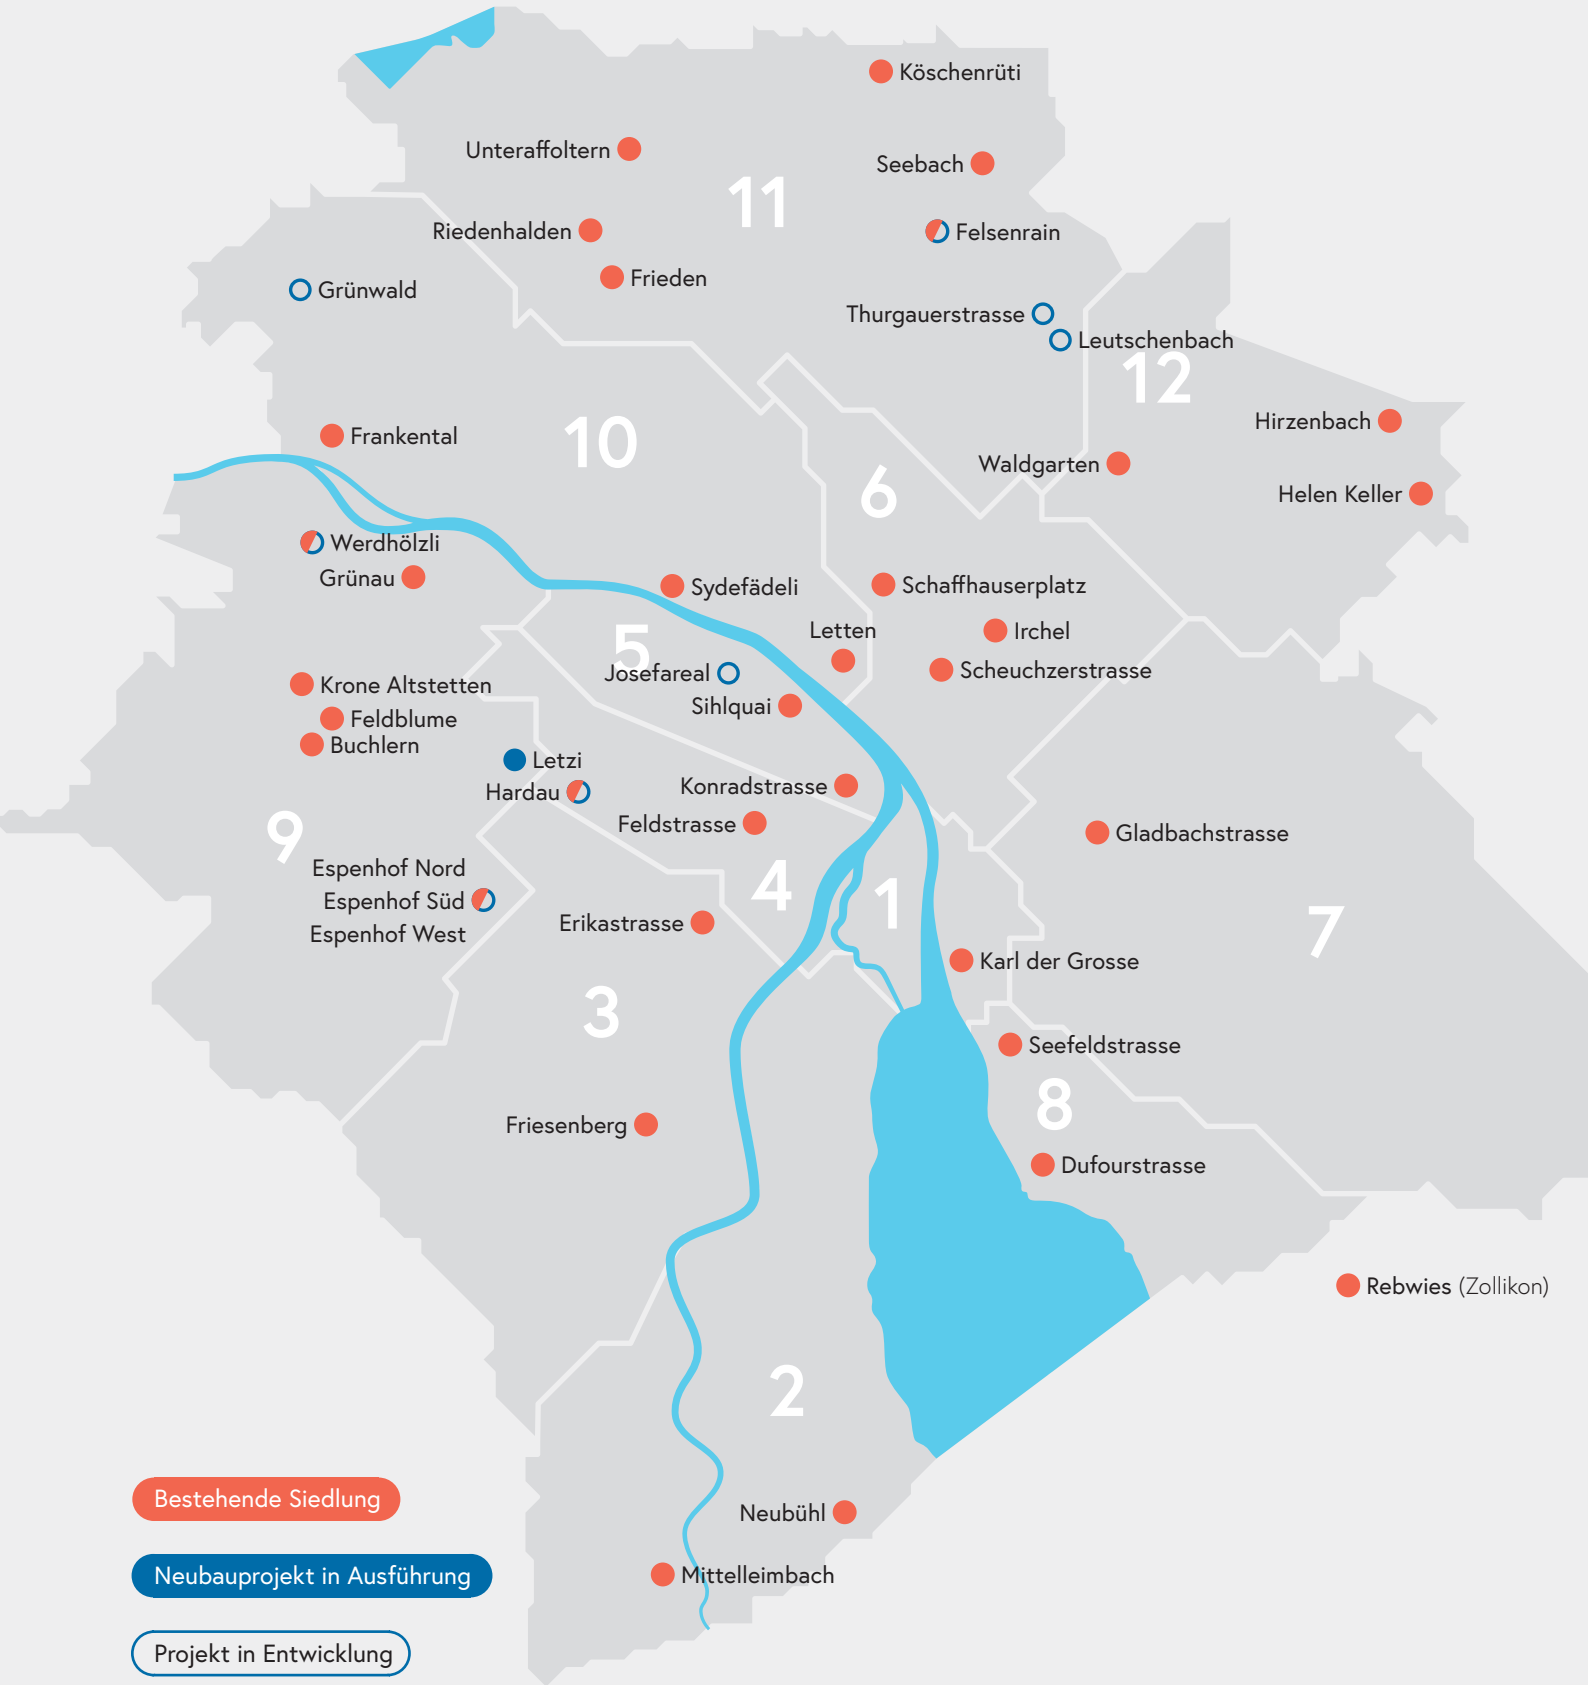 Köschenrüti
Unteraffoltern
Seebach
11
Riedenhalden
Felsenrain
Frieden
Grünwald
Thurgauerstrasse
Leutschenbach
12
Hirzenbach
Frankental
10
Waldgarten
6
Helen Keller
Werdhölzli
Grünau
Sydefädeli
Schaffhauserplatz
Letten
Irchel
5
Josefareal
Scheuchzerstrasse
Krone Altstetten
Sihlquai
Feldblume
Buchlern
Letzi
Hardau
Konradstrasse
Feldstrasse
Gladbachstrasse
9
Espenhof Nord
Espenhof Süd
Espenhof West
4
1
Erikastrasse
7
Karl der Grosse
3
Seefeldstrasse
8
Friesenberg
Dufourstrasse
Rebwies (Zollikon)
2
Bestehende Siedlung
Neubühl
Neubauprojekt in Ausführung
Mittelleimbach
Projekt in Entwicklung